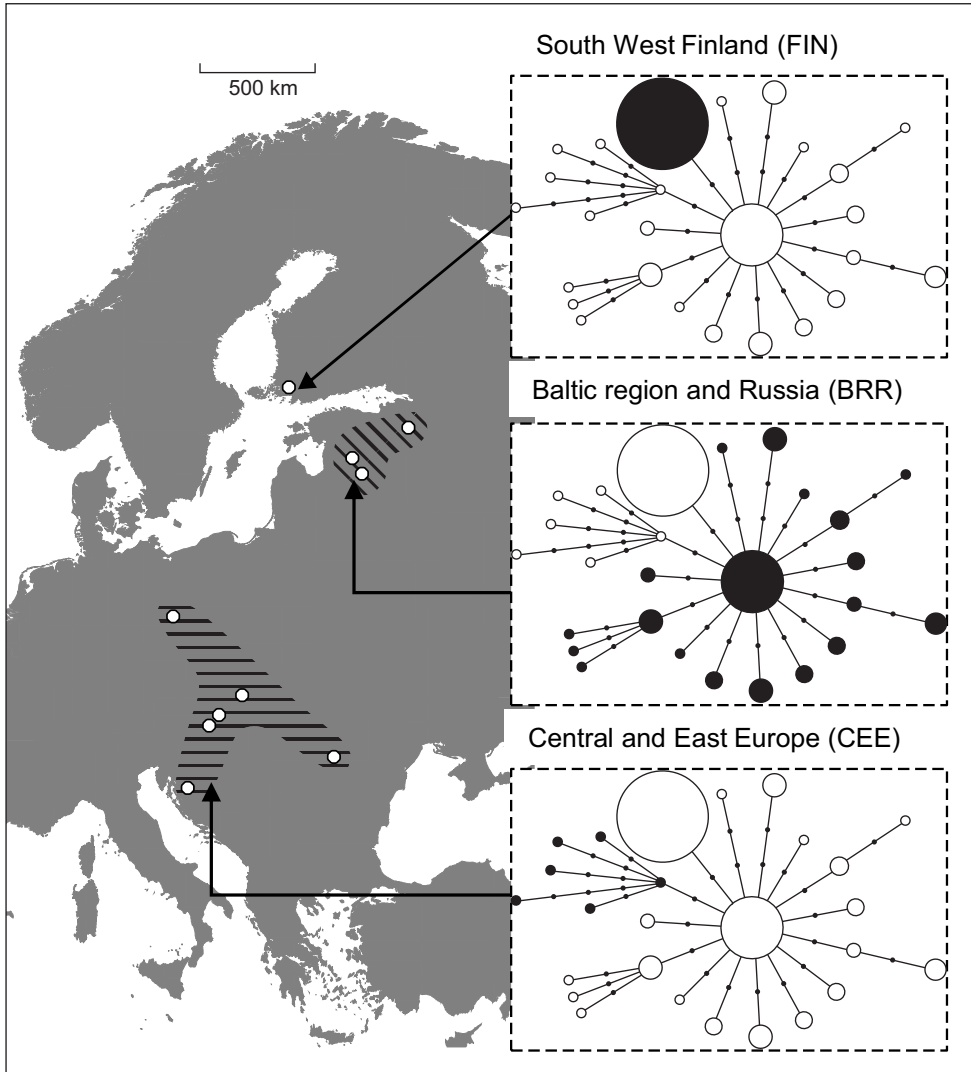 South West Finland (FIN)
500 km
Baltic region and Russia (BRR)
Central and East Europe (CEE)